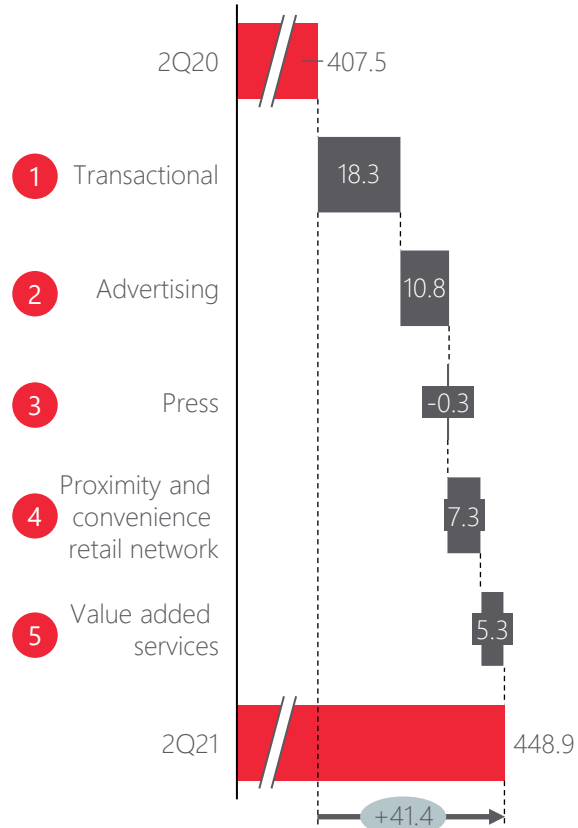 2Q20
407.5
1
Transactional
18.3
2
Advertising
10.8
3
Press
-0.3
4
Proximity and
convenience
retail network
7.3
5
Value added
services
5.3
2Q21
448.9
+41.4